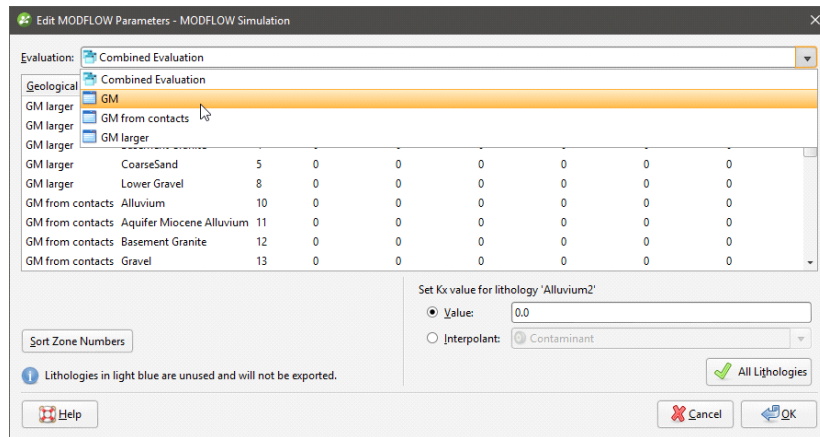 Edit MODFLOW Parameters - MODFLOW Simulation
Evaluation: Combined Evaluation
Combined Evaluation
GM
GM from contacts
GM larger
Geological
GM larger
GM larger
GM larger
GM larger CoarseSand 5 0 0 0 0 0 0
GM larger Lower Gravel 8 0 0 0 0 0 0
GM from contacts Alluvium 10 0 0 0 0 0 0
GM from contacts Aquifer Miocene Alluvium 11 0 0 0 0 0 0
GM from contacts Basement Granite 12 0 0 0 0 0 0
GM from contacts Gravel 13 0 0 0 0 0 0
Set Kx value for lithology 'Alluvium2'
Value: 0.0
Interpolant: Contaminant
Sort Zone Numbers
All Lithologies
Lithologies in light blue are unused and will not be exported.
Help
Cancel
OK